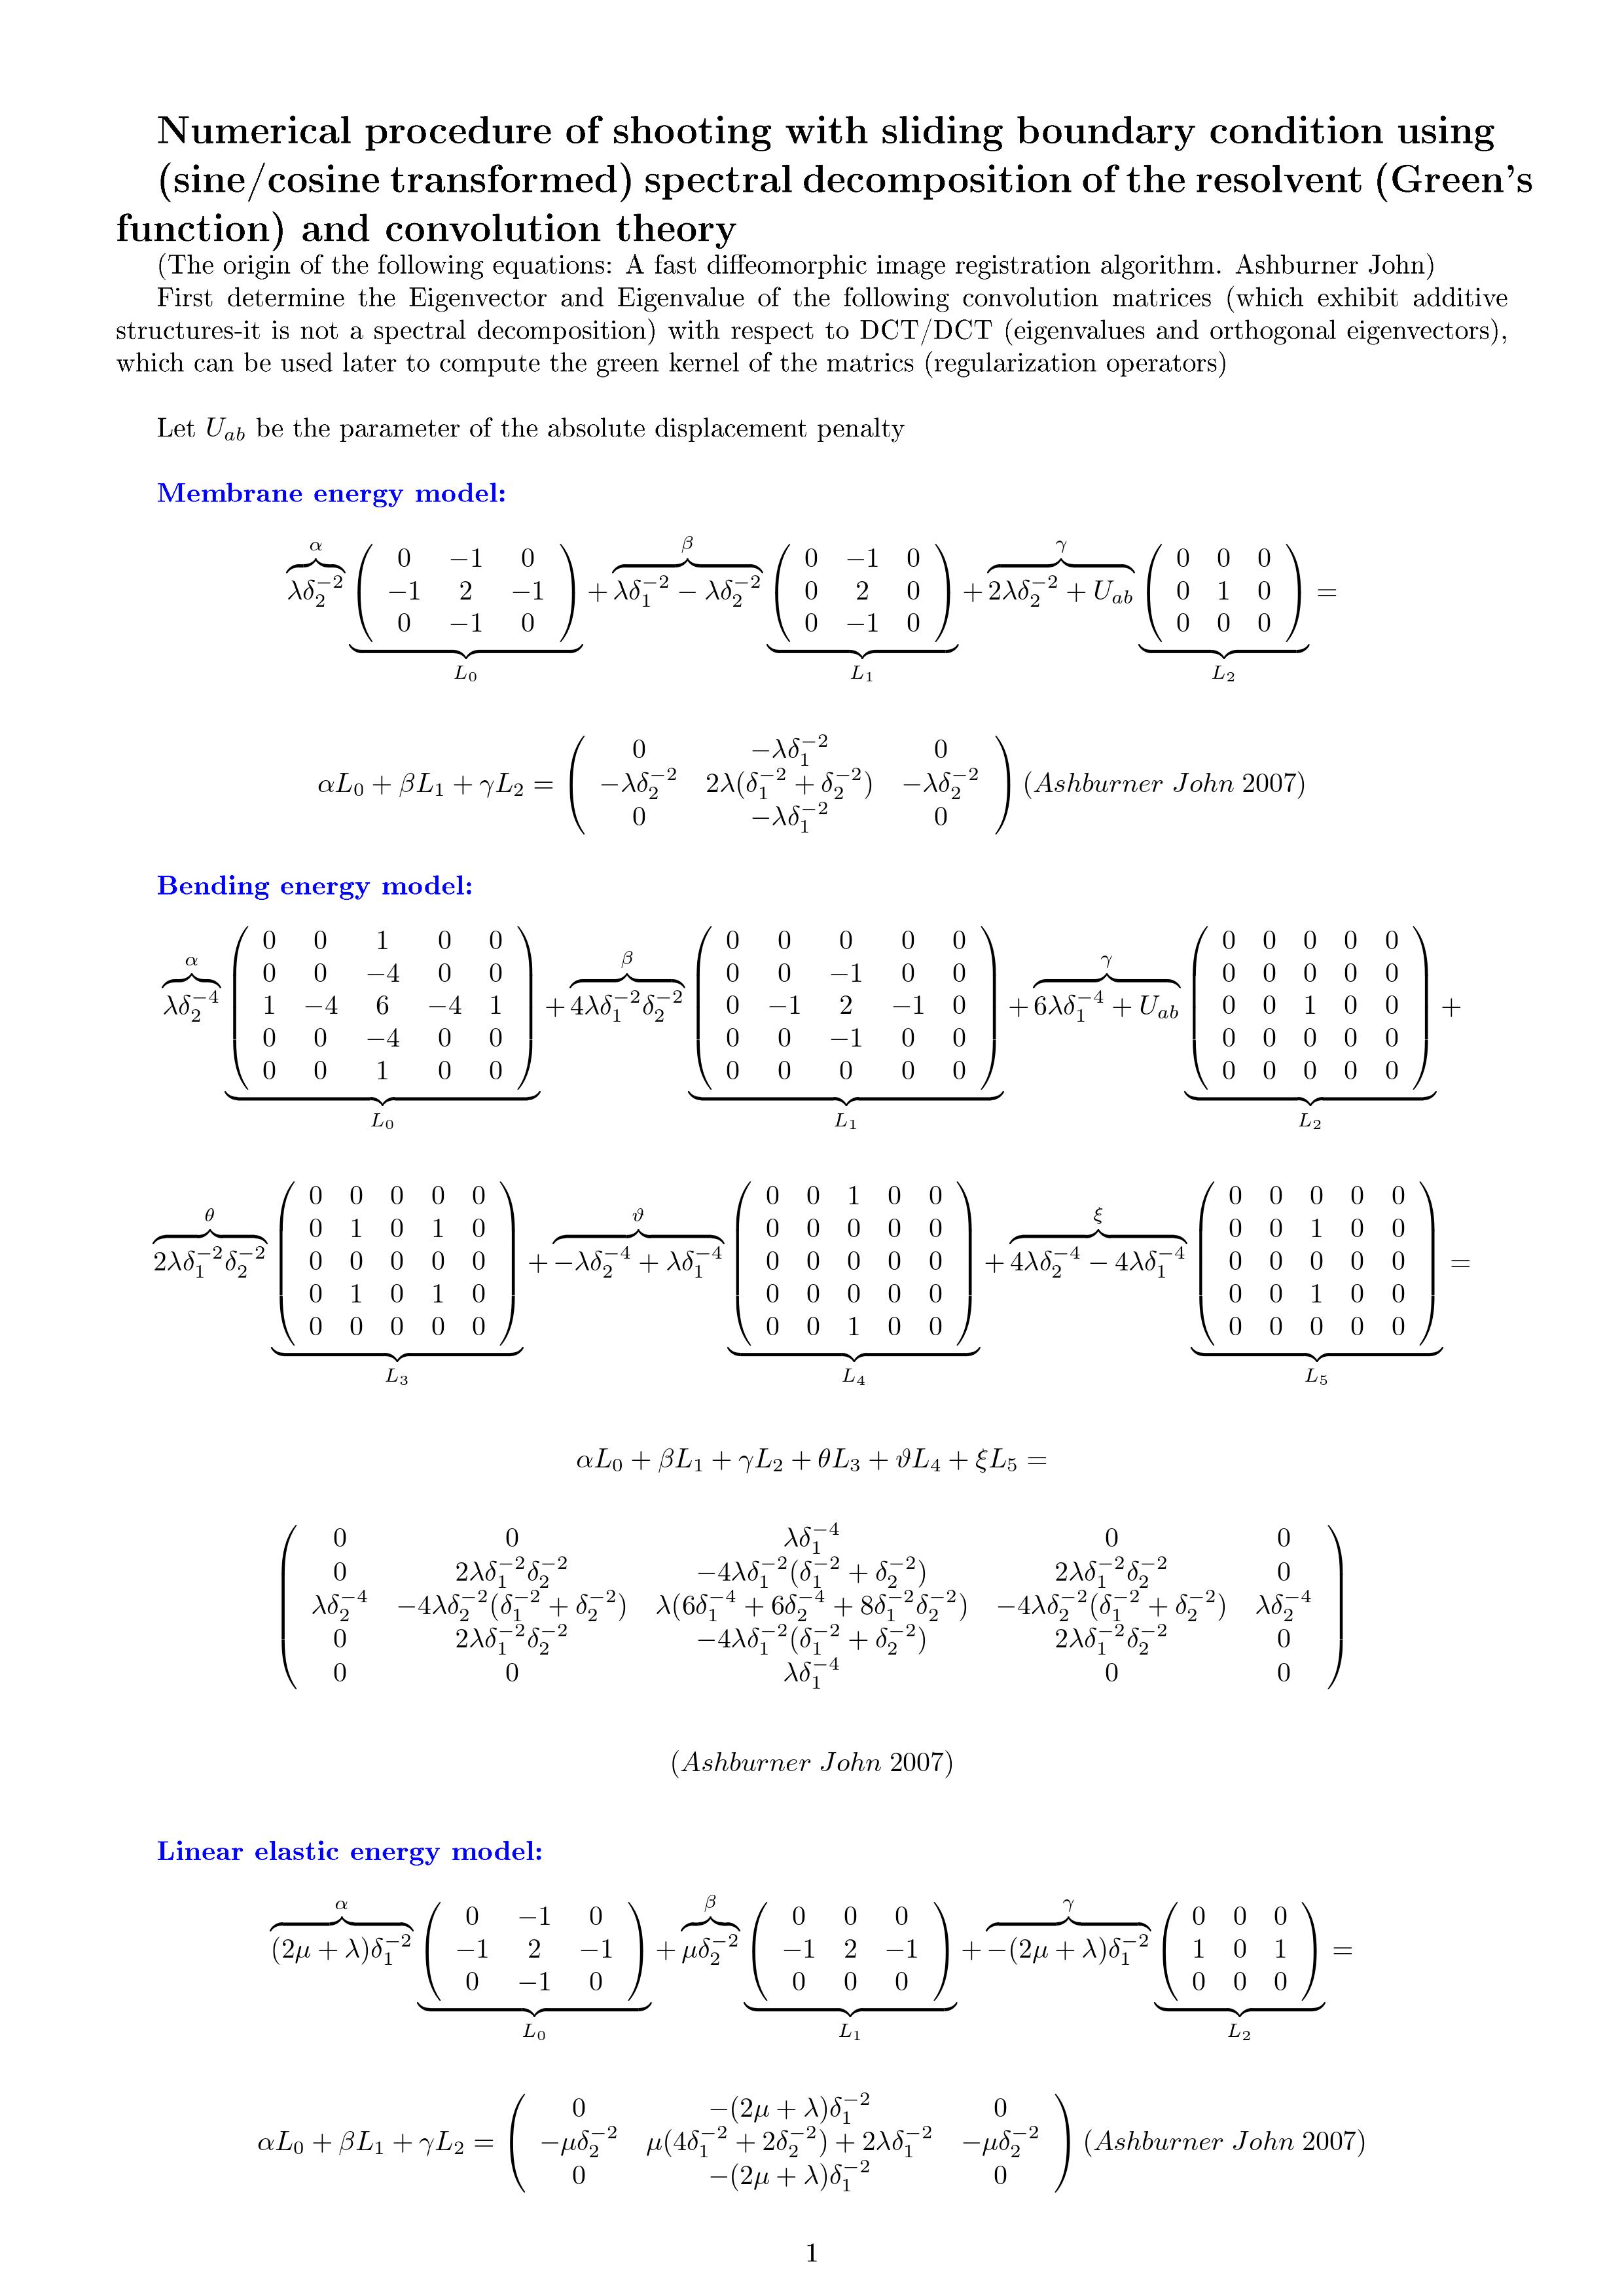 Numerical procedure of shooting with sliding boundary condition using
(sine/cosine transformed) spectral decomposition of the resolvent (Green's
function) and convolution theory
(The origin of the following equations: A fast diffeomorphic image registration algorithm. Ashburner John)
First determine the Eigenvector and Eigenvalue of the following convolution matrices (which exhibit additive
structures-it is not a spectral decomposition) with respect to DCT/DCT (eigenvalues and orthogonal eigenvectors),
which can be used later to compute the green kernel of the matrics (regularization operators)
Let $U_{ab}$ be the parameter of the absolute displacement penalty
Membrane energy model:
$\overbrace{\lambda\delta_2^{-2}}^{\alpha}\underbrace{\begin{pmatrix}0&-1&0\\-1&2&-1\\0&-1&0\end{pmatrix}}_{L_0}+\overbrace{\lambda\delta_1^{-2}-\lambda\delta_2^{-2}}^{\beta}\underbrace{\begin{pmatrix}0&-1&0\\0&2&0\\0&-1&0\end{pmatrix}}_{L_1}+\overbrace{2\lambda\delta_2^{-2}+U_{ab}}^{\gamma}\underbrace{\begin{pmatrix}0&0&0\\0&1&0\\0&0&0\end{pmatrix}}_{L_2}=$
$\alpha L_0+\beta L_1+\gamma L_2=\begin{pmatrix}0&-\lambda\delta_1^{-2}&0\\-\lambda\delta_2^{-2}&2\lambda(\delta_1^{-2}+\delta_2^{-2})&-\lambda\delta_2^{-2}\\0&-\lambda\delta_1^{-2}&0\end{pmatrix}(Ashburner\ John\ 2007)$
Bending energy model:
$\overbrace{\lambda\delta_2^{-4}}^{\alpha}\underbrace{\begin{pmatrix}0&0&1&0&0\\0&0&-4&0&0\\1&-4&6&-4&1\\0&0&-4&0&0\\0&0&1&0&0\end{pmatrix}}_{L_0}+\overbrace{4\lambda\delta_1^{-2}\delta_2^{-2}}^{\beta}\underbrace{\begin{pmatrix}0&0&0&0&0\\0&0&-1&0&0\\0&-1&2&-1&0\\0&0&-1&0&0\\0&0&0&0&0\end{pmatrix}}_{L_1}+\overbrace{6\lambda\delta_1^{-4}+U_{ab}}^{\gamma}\underbrace{\begin{pmatrix}0&0&0&0&0\\0&0&0&0&0\\0&0&1&0&0\\0&0&0&0&0\\0&0&0&0&0\end{pmatrix}}_{L_2}+$
$\overbrace{2\lambda\delta_1^{-2}\delta_2^{-2}}^{\theta}\underbrace{\begin{pmatrix}0&0&0&0&0\\0&1&0&1&0\\0&0&0&0&0\\0&1&0&1&0\\0&0&0&0&0\end{pmatrix}}_{L_3}+\overbrace{-\lambda\delta_2^{-4}+\lambda\delta_1^{-4}}^{\vartheta}\underbrace{\begin{pmatrix}0&0&1&0&0\\0&0&0&0&0\\0&0&0&0&0\\0&0&0&0&0\\0&0&1&0&0\end{pmatrix}}_{L_4}+\overbrace{4\lambda\delta_2^{-4}-4\lambda\delta_1^{-4}}^{\xi}\underbrace{\begin{pmatrix}0&0&0&0&0\\0&0&1&0&0\\0&0&0&0&0\\0&0&1&0&0\\0&0&0&0&0\end{pmatrix}}_{L_5}=$
$\alpha L_0+\beta L_1+\gamma L_2+\theta L_3+\vartheta L_4+\xi L_5=$
$\begin{pmatrix}0&0&\lambda\delta_1^{-4}&0&0\\0&2\lambda\delta_1^{-2}\delta_2^{-2}&-4\lambda\delta_1^{-2}(\delta_1^{-2}+\delta_2^{-2})&2\lambda\delta_1^{-2}\delta_2^{-2}&0\\\lambda\delta_2^{-4}&-4\lambda\delta_2^{-2}(\delta_1^{-2}+\delta_2^{-2})&\lambda(6\delta_1^{-4}+6\delta_2^{-4}+8\delta_1^{-2}\delta_2^{-2})&-4\lambda\delta_2^{-2}(\delta_1^{-2}+\delta_2^{-2})&\lambda\delta_2^{-4}\\0&2\lambda\delta_1^{-2}\delta_2^{-2}&-4\lambda\delta_1^{-2}(\delta_1^{-2}+\delta_2^{-2})&2\lambda\delta_1^{-2}\delta_2^{-2}&0\\0&0&\lambda\delta_1^{-4}&0&0\end{pmatrix}$
(Ashburner John 2007)
Linear elastic energy model:
$\overbrace{(2\mu+\lambda)\delta_1^{-2}}^{\alpha}\underbrace{\begin{pmatrix}0&-1&0\\-1&2&-1\\0&-1&0\end{pmatrix}}_{L_0}+\overbrace{\mu\delta_2^{-2}}^{\beta}\underbrace{\begin{pmatrix}0&0&0\\-1&2&-1\\0&0&0\end{pmatrix}}_{L_1}+\overbrace{-(2\mu+\lambda)\delta_1^{-2}}^{\gamma}\underbrace{\begin{pmatrix}0&0&0\\1&0&1\\0&0&0\end{pmatrix}}_{L_2}=$
$\alpha L_0+\beta L_1+\gamma L_2=\begin{pmatrix}0&-(2\mu+\lambda)\delta_1^{-2}&0\\-\mu\delta_2^{-2}&\mu(4\delta_1^{-2}+2\delta_2^{-2})+2\lambda\delta_1^{-2}&-\mu\delta_2^{-2}\\0&-(2\mu+\lambda)\delta_1^{-2}&0\end{pmatrix}(Ashburner\ John\ 2007)$
1